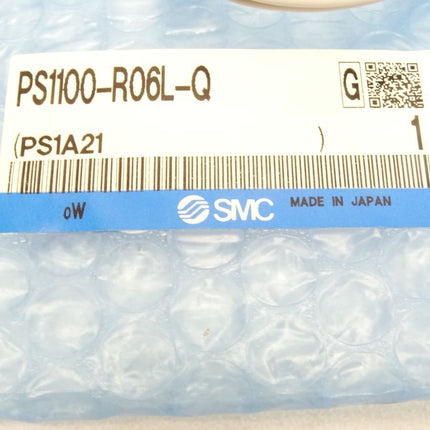 PS1100-R06L-Q G
(PS1A21 ) 1
oW SMC MADE IN JAPAN